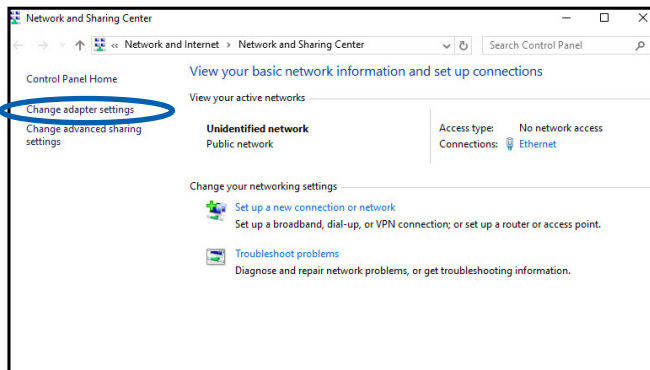 Network and Sharing Center
« Network and Internet > Network and Sharing Center
Search Control Panel
Control Panel Home
Change adapter settings
Change advanced sharing
settings
View your basic network information and set up connections
View your active networks
Unidentified network
Public network
Access type: No network access
Connections: Ethernet
Change your networking settings
Set up a new connection or network
Set up a broadband, dial-up, or VPN connection; or set up a router or access point.
Troubleshoot problems
Diagnose and repair network problems, or get troubleshooting information.